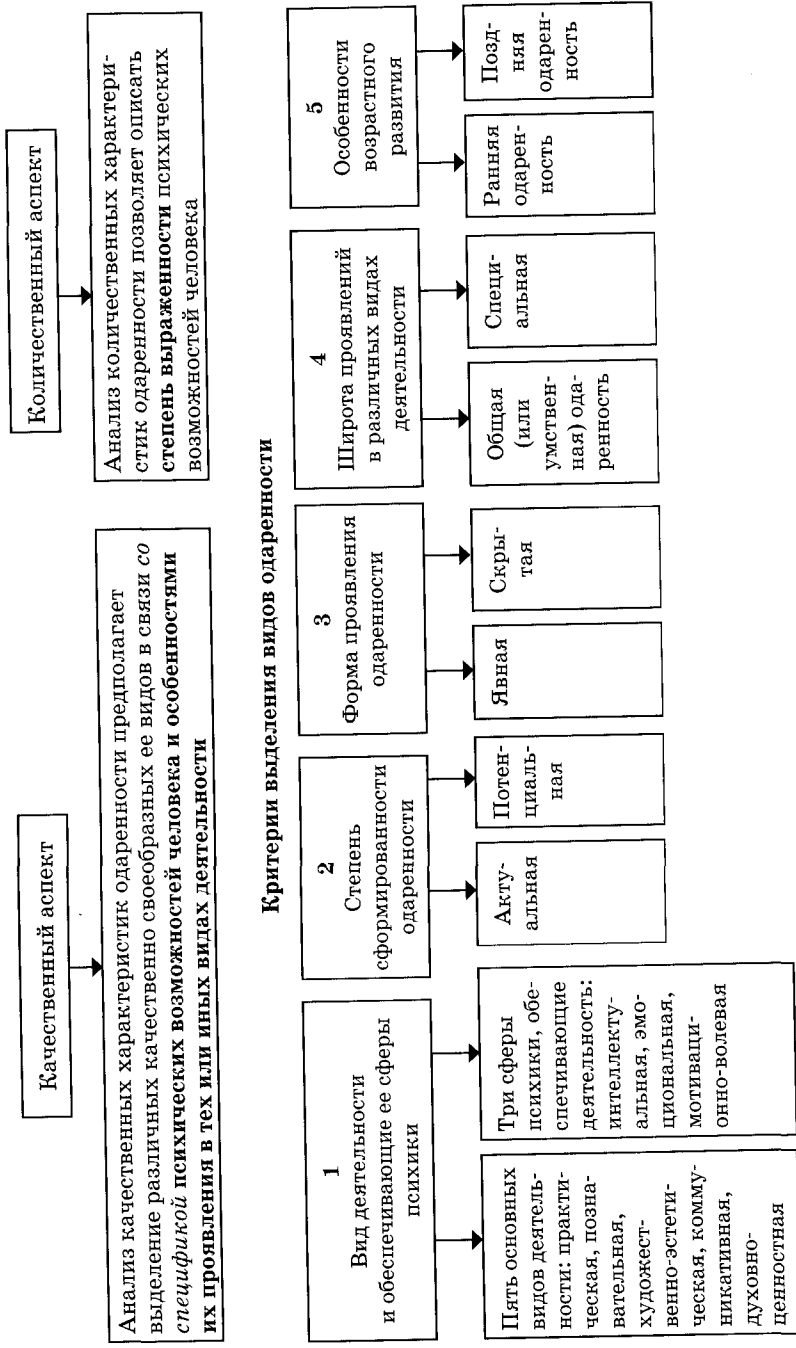 Качественный аспект
Анализ качественных характеристик одаренности предполагает
выделение различных качественно своеобразных ее видов в связи со
спецификой психических возможностей человека и особенностями
их проявления в тех или иных видах деятельности
Количественный аспект
Анализ количественных характери-
стик одаренности позволяет описать
степень выраженности психических
возможностей человека
Критерии выделения видов одаренности
1
Вид деятельности
и обеспечивающие ее сферы
психики
Пять основных
видов деятель-
ности: практи-
ческая, позна-
вательная,
художест-
венно-эстети-
ческая, комму-
никативная,
духовно-
ценностная
Три сферы
психики, обе-
спечивающие
деятельность:
интеллекту-
альная, эмо-
циональная,
мотиваци-
онно-волевая
2
Степень
сформированности
одаренности
Акту-
альная
Потен-
циаль-
ная
3
Форма проявления
одаренности
Явная
Скры-
тая
4
Широта проявлений
в различных видах
деятельности
Общая
(или
умствен-
ная) ода-
ренность
Специ-
альная
5
Особенности
возрастного
развития
Ранняя
одарен-
ность
Позд-
няя
одарен-
ность